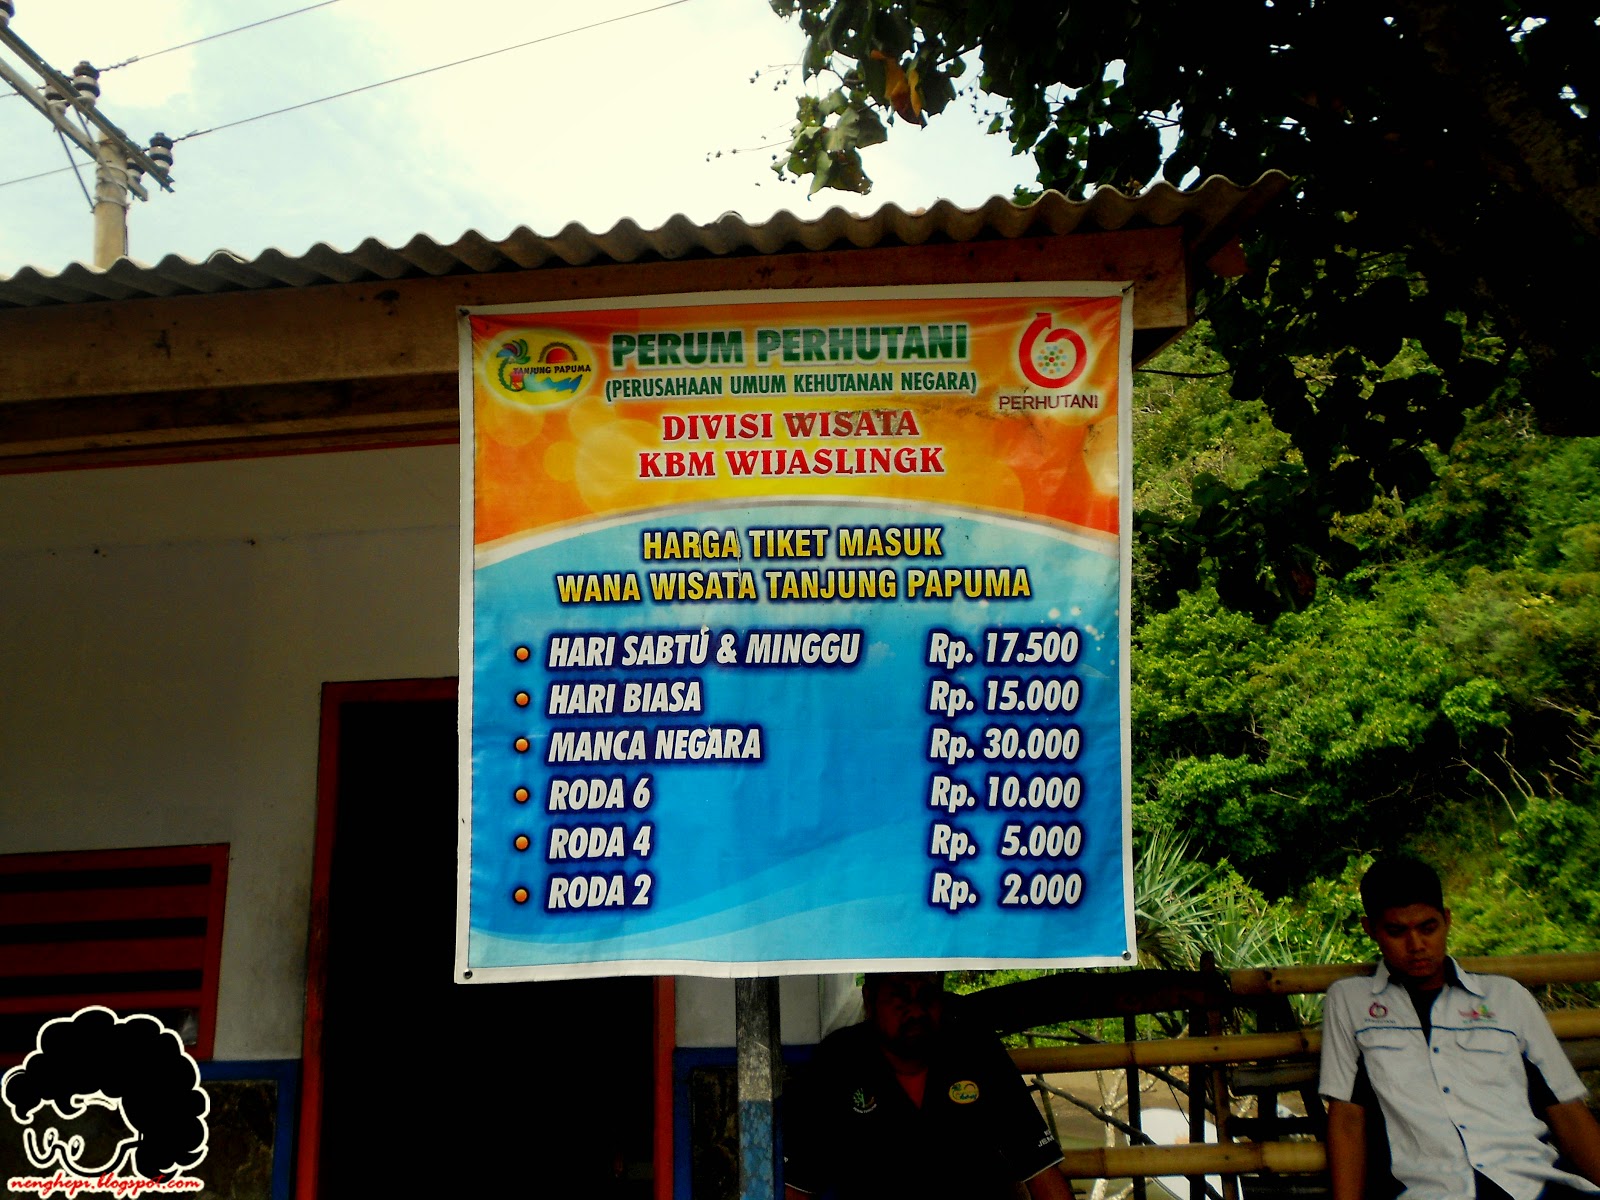 TANJUNG PAPUMA
PERUM PERHUTANI
(PERUSAHAAN UMUM KEHUTANAN NEGARA)
PERHUTANI
DIVISI WISATA
KBM WIJASLINGK
HARGA TIKET MASUK
WANA WISATA TANJUNG PAPUMA
HARI SABTU & MINGGU Rp. 17.500
HARI BIASA Rp. 15.000
MANCA NEGARA Rp. 30.000
RODA 6 Rp. 10.000
RODA 4 Rp. 5.000
RODA 2 Rp. 2.000
nenghepi.blogspot.com